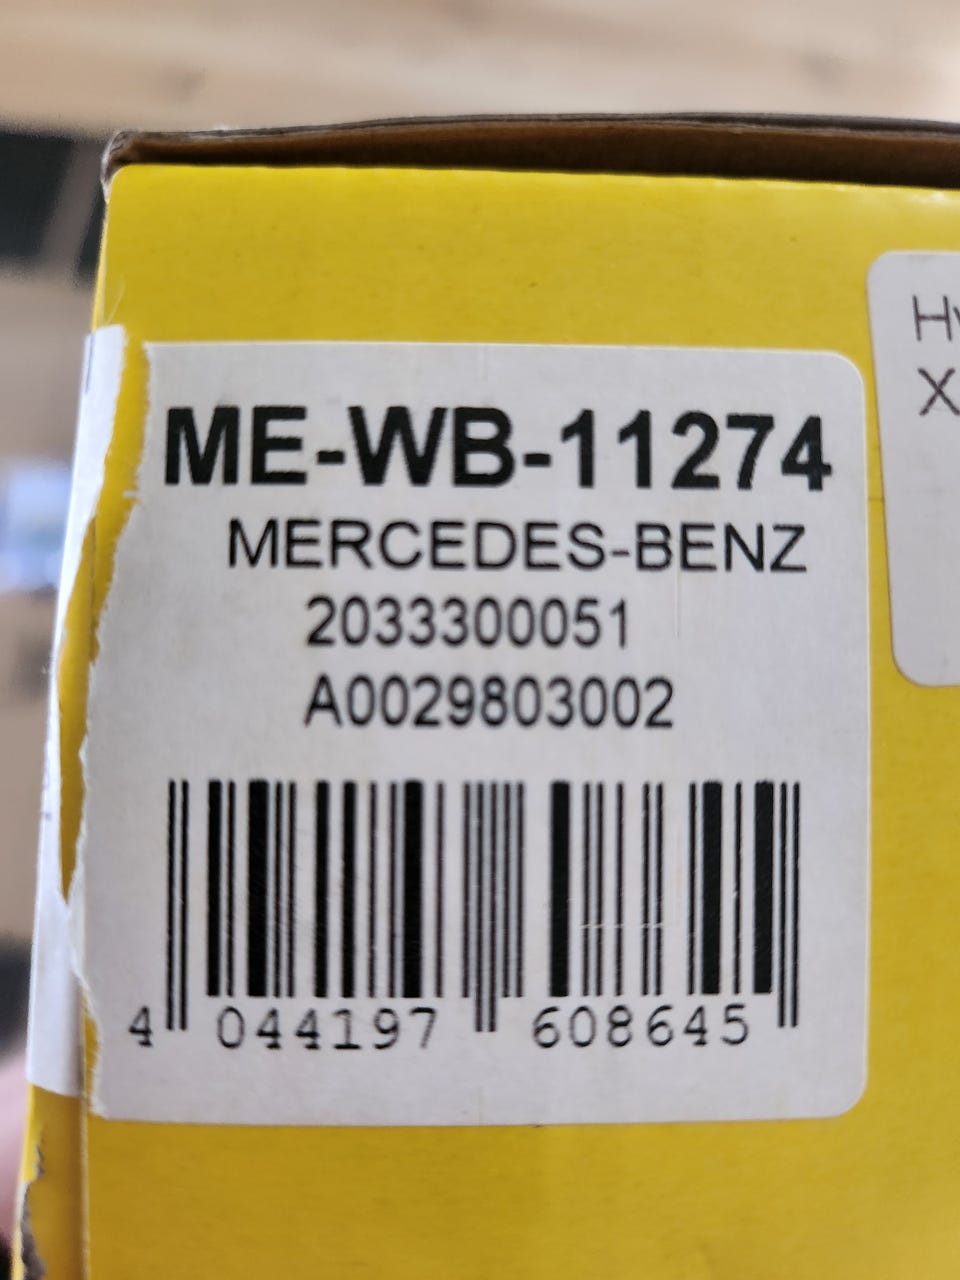 ME-WB-11274
MERCEDES-BENZ
2033300051
A0029803002
4 044197 608645
X